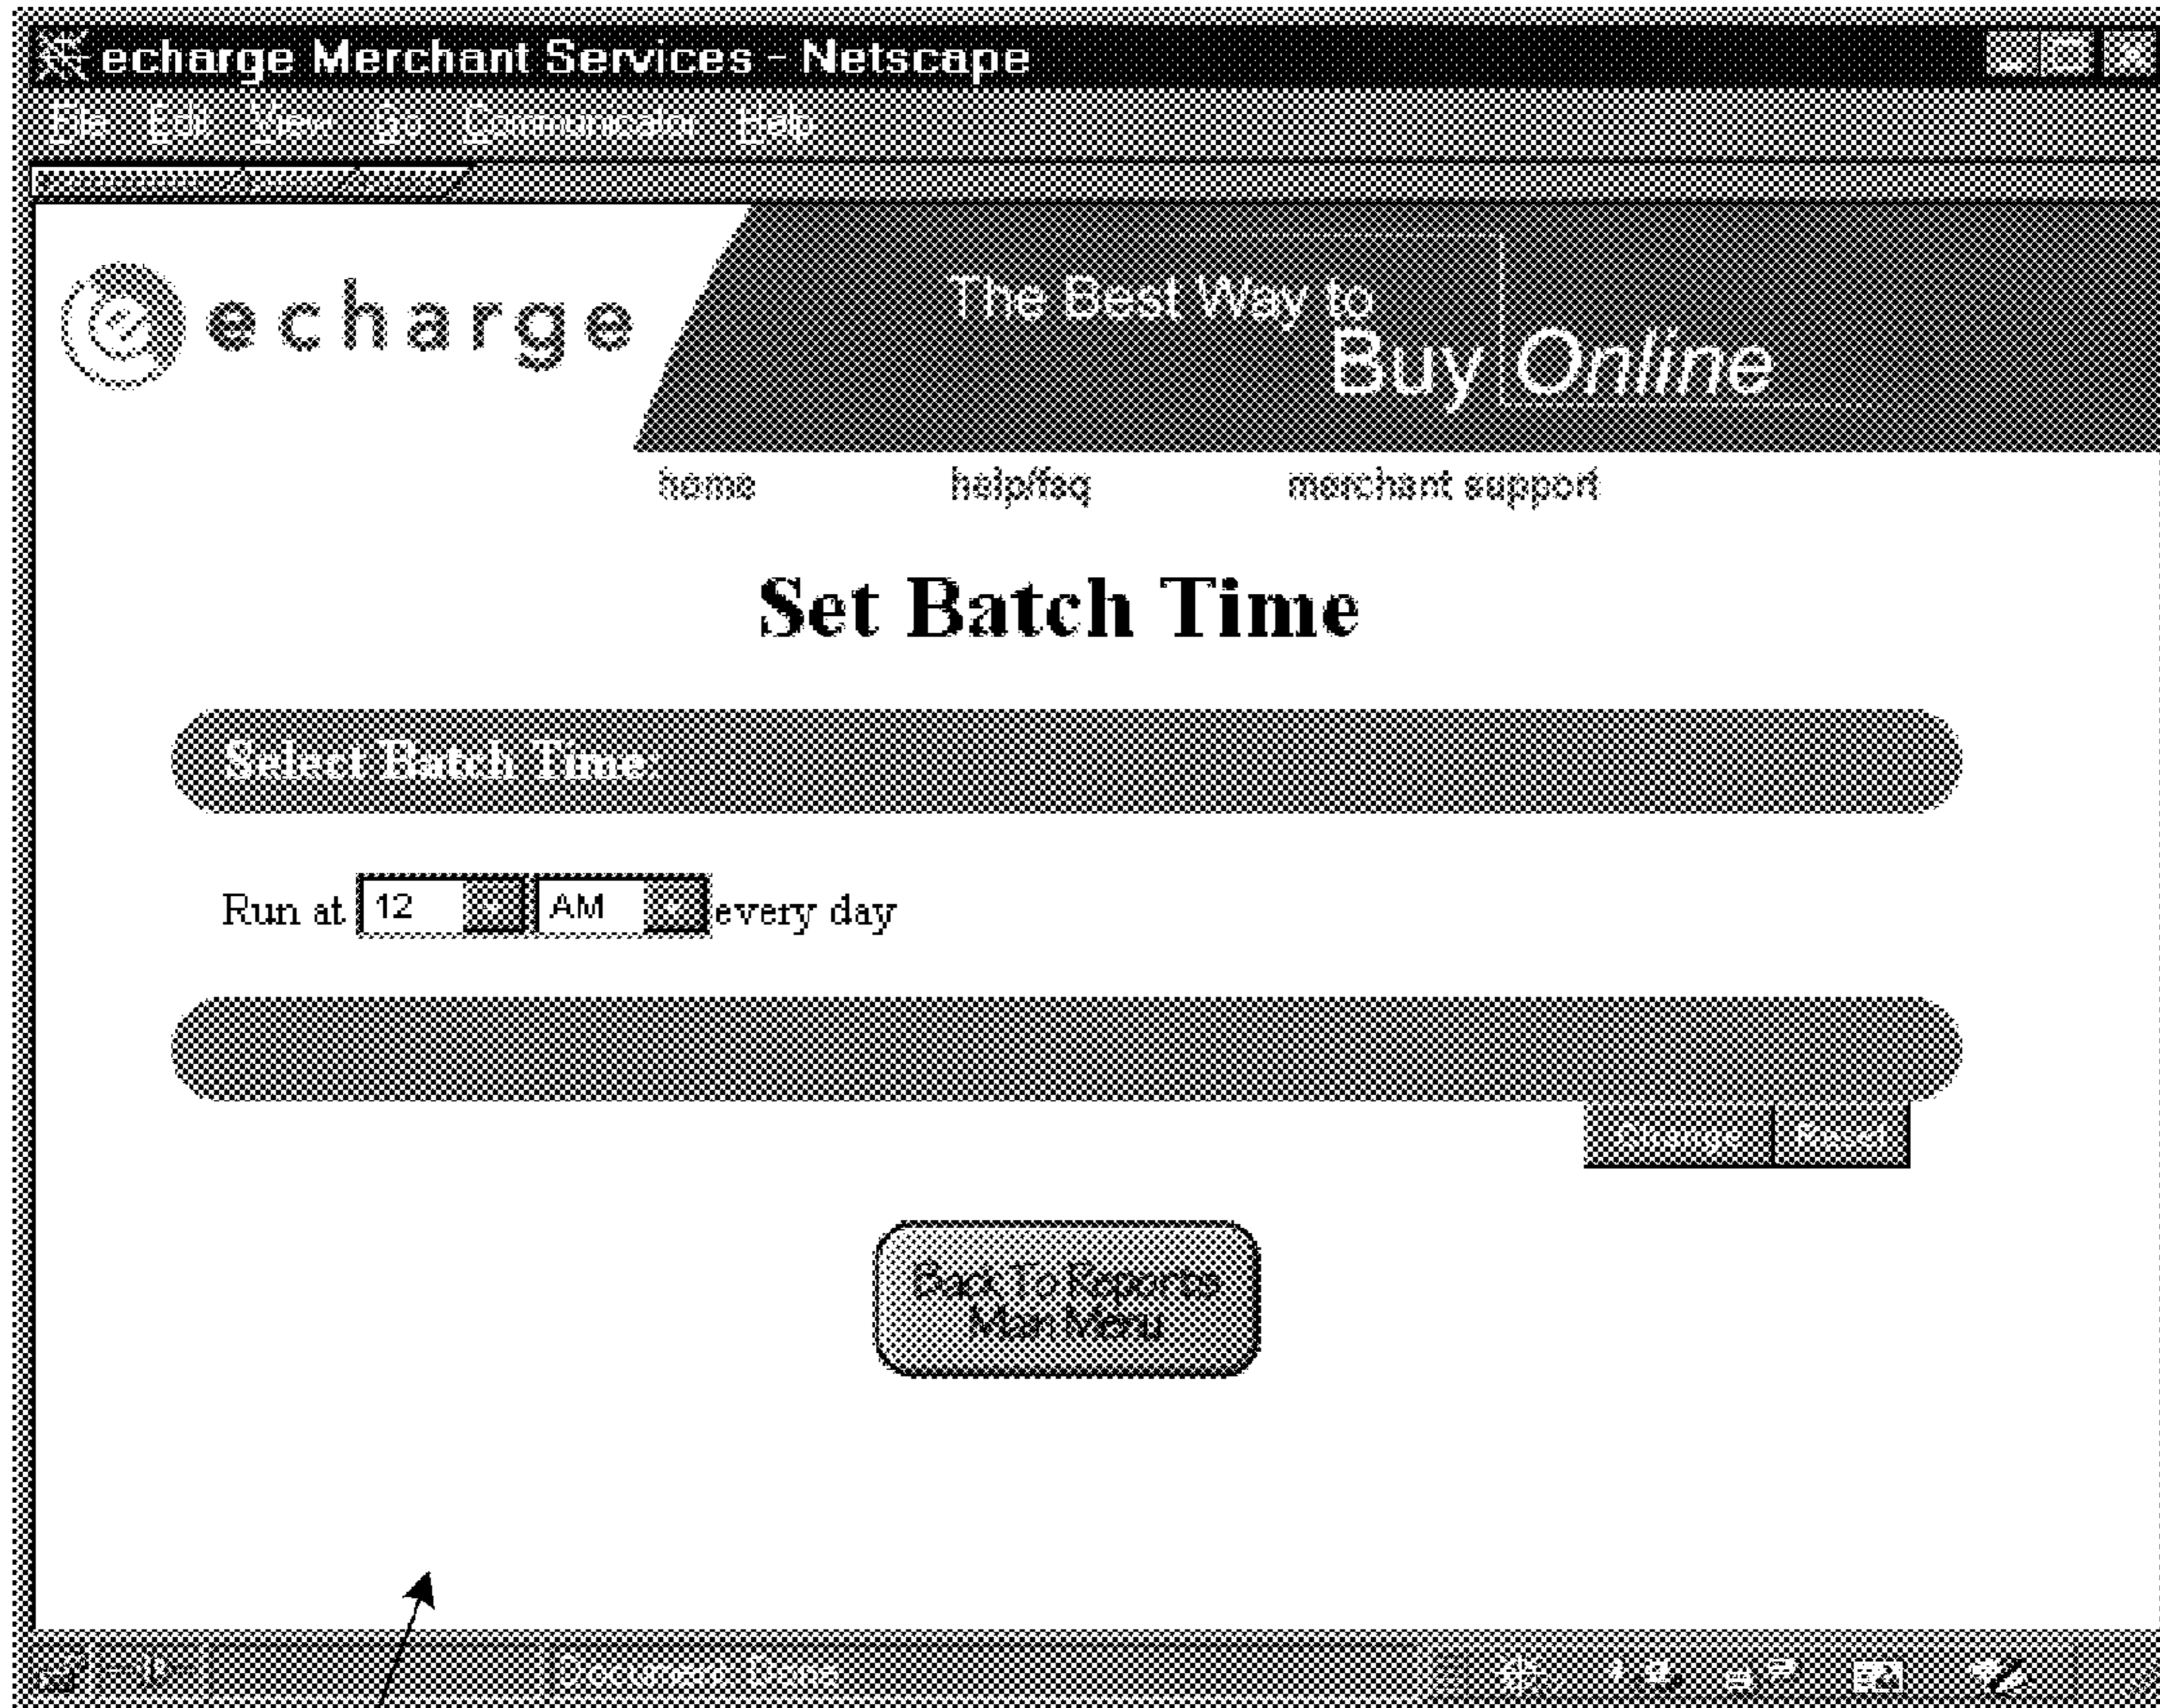 echarge Merchant Services - Netscape
File Edit View Go Communicator Help
echarge
The Best Way to
Buy Online
home help/faq merchant support
Set Batch Time
Select Batch Time:
Run at 12 AM every day
Change Reset
Back To Reports
Main Menu
Document: Done